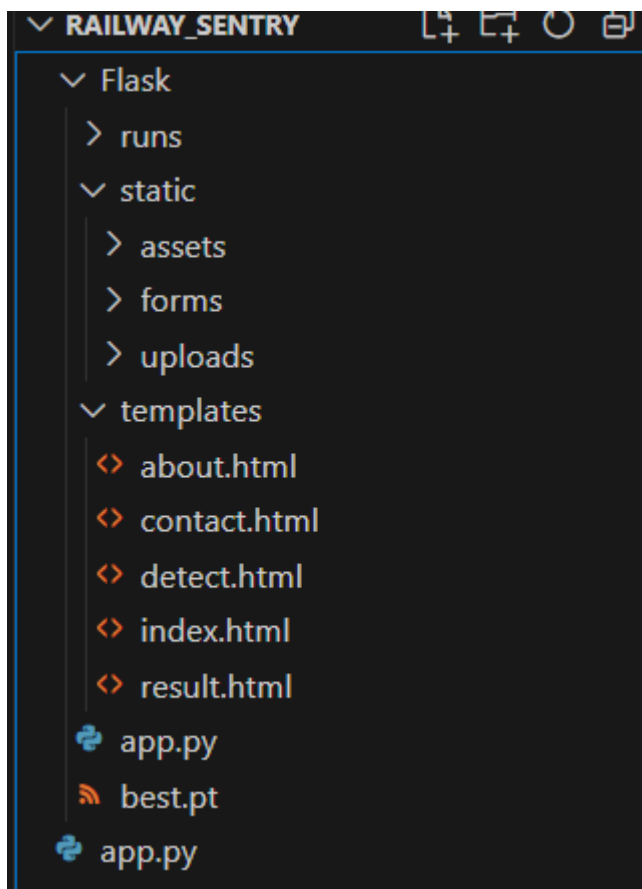 RAILWAY_SENTRY
Flask
runs
static
assets
forms
uploads
templates
about.html
contact.html
detect.html
index.html
result.html
app.py
best.pt
app.py